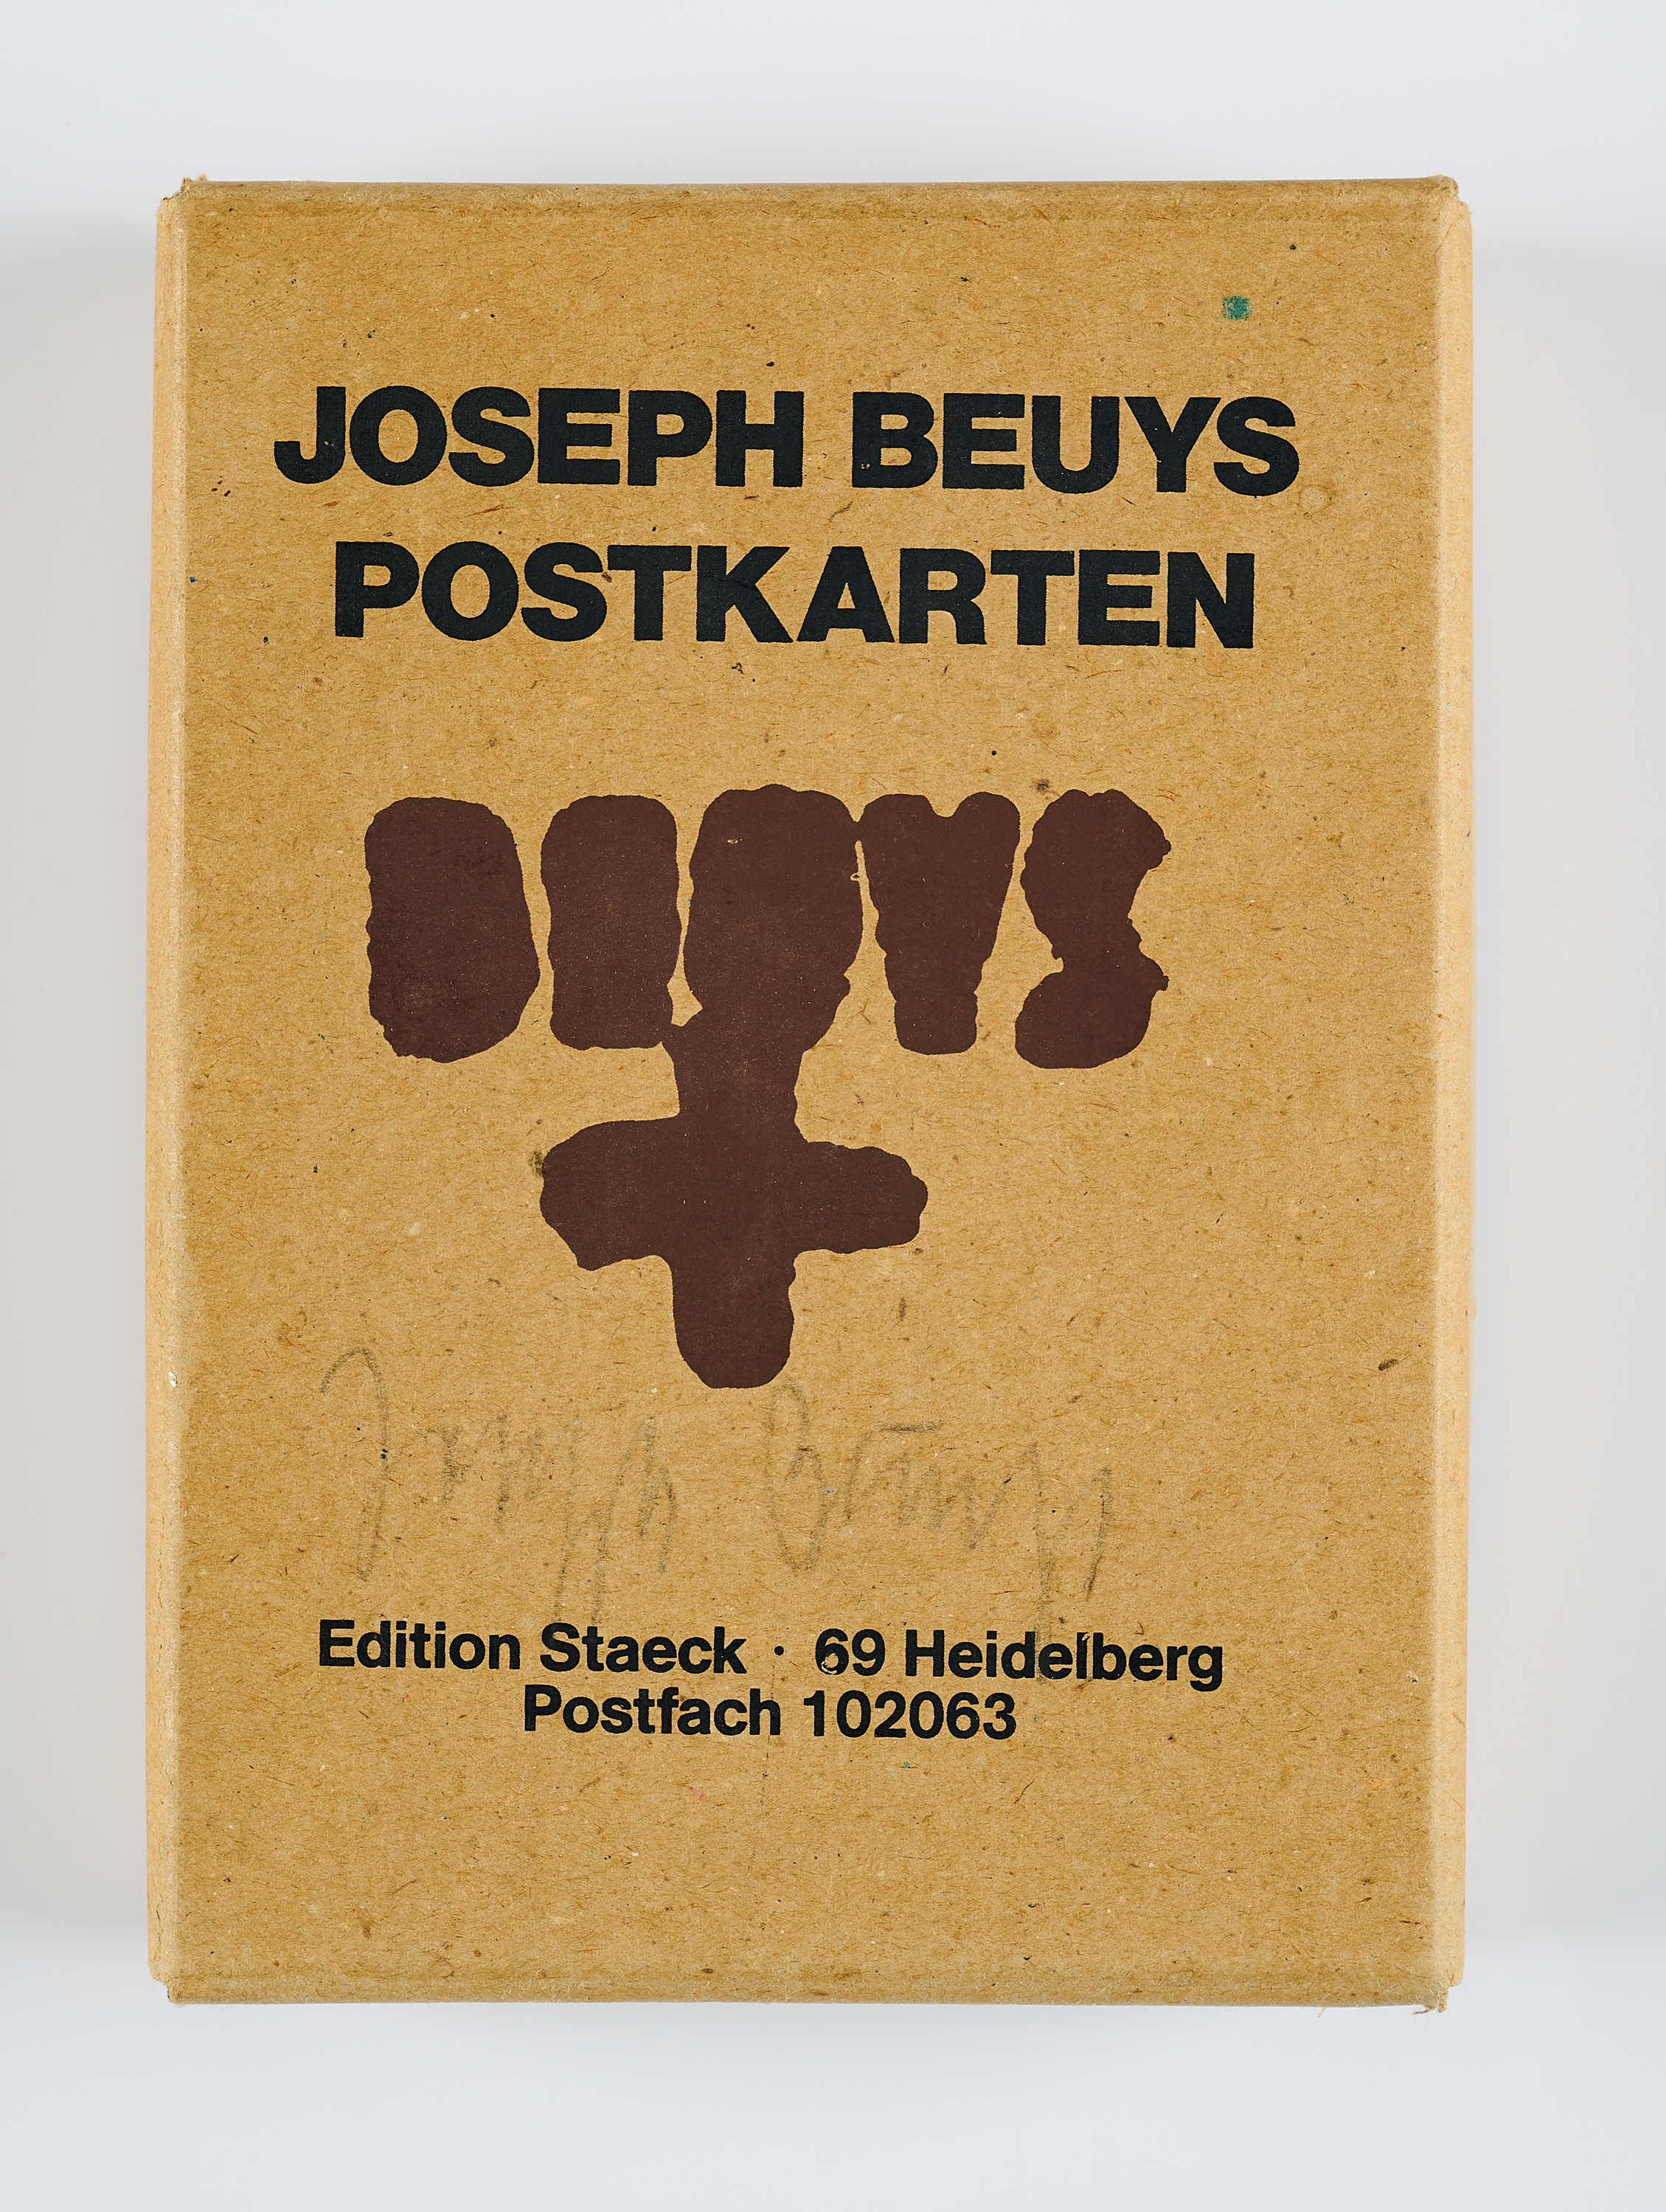 JOSEPH BEUYS
POSTKARTEN
BEUYS
Joseph Beuys
Edition Staeck · 69 Heidelberg
Postfach 102063